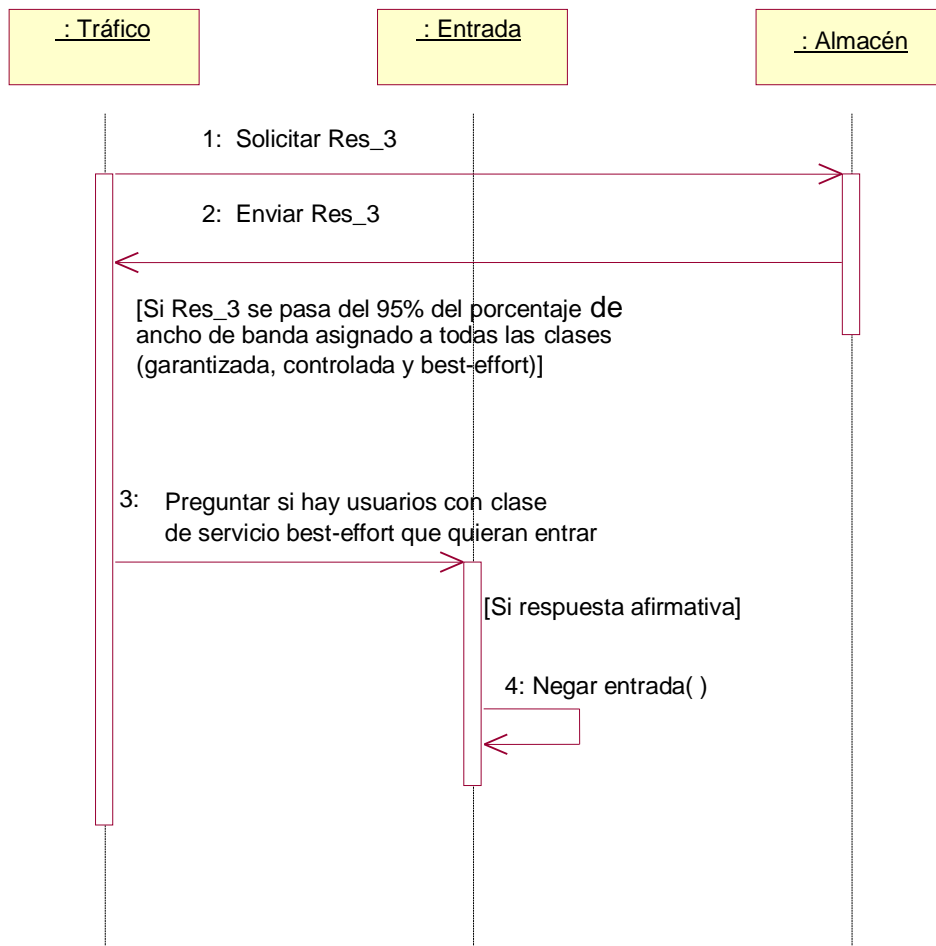 : Tráfico
: Entrada
: Almacén
1: Solicitar Res_3
2: Enviar Res_3
[Si Res_3 se pasa del 95% del porcentaje de
ancho de banda asignado a todas las clases
(garantizada, controlada y best-effort)]
3: Preguntar si hay usuarios con clase
de servicio best-effort que quieran entrar
[Si respuesta afirmativa]
4: Negar entrada( )